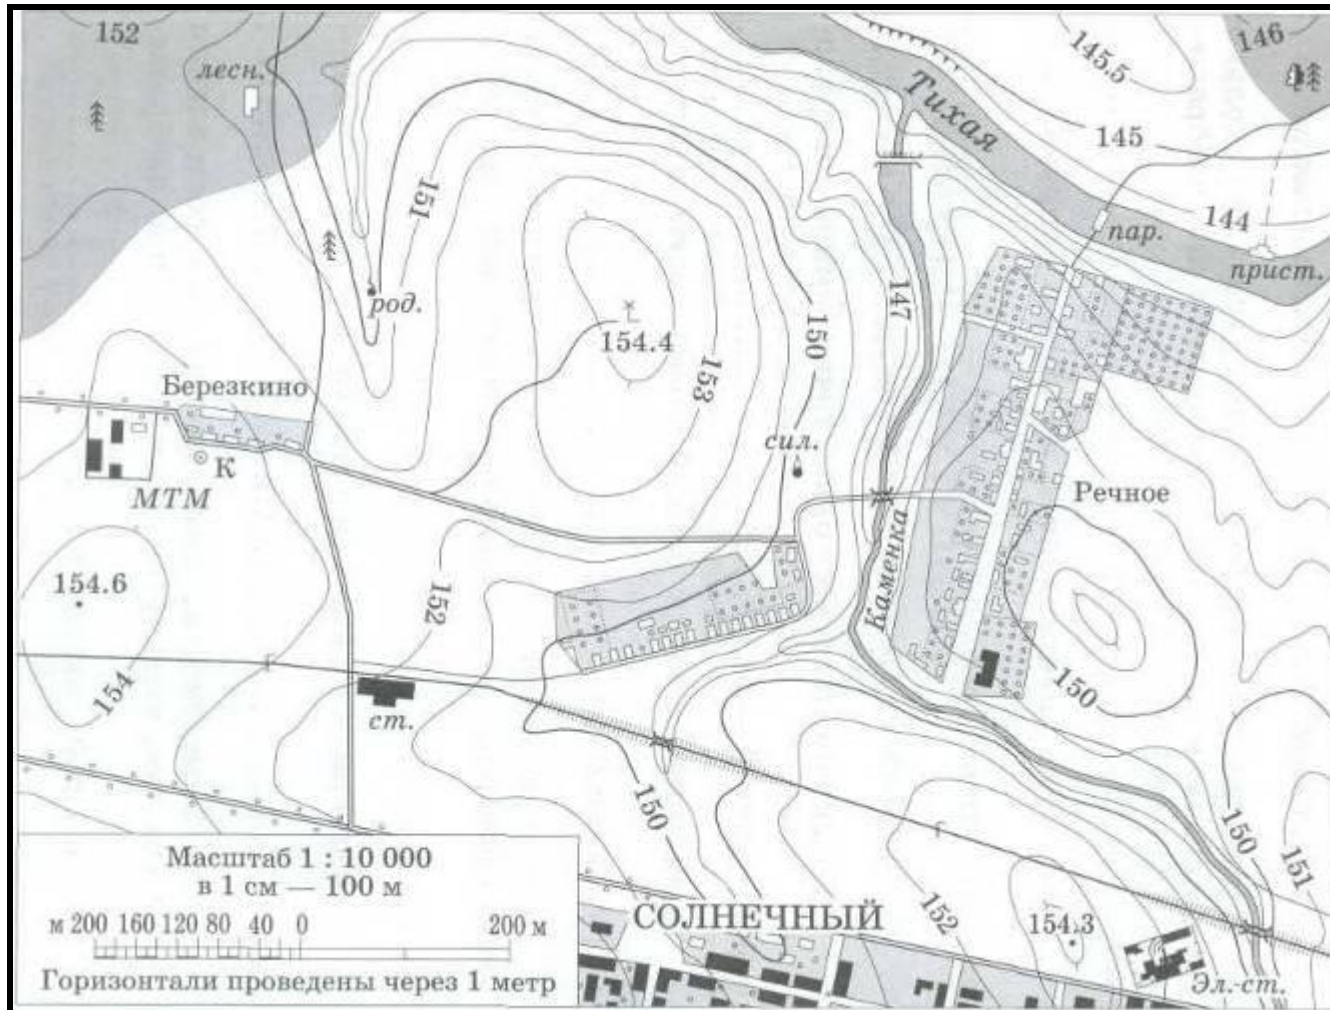 152
лесн.
Тихая
145.5
146
145
144
пар.
прист.
151
род.
154.4
153
150
147
Березкино
К
МТМ
сил.
Речное
Каменка
154.6
152
154
150
ст.
г
150
г
150
151
СОЛНЕЧНЫЙ
152
154.3
Эл.-ст.
Масштаб 1 : 10 000
в 1 см — 100 м
м 200 160 120 80 40 0 200 м
Горизонтали проведены через 1 метр